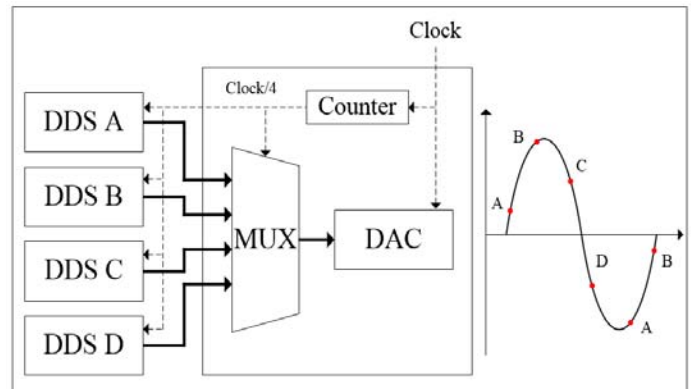 Clock
Clock/4
Counter
DDS A
DDS B
DDS C
DDS D
MUX
DAC
B
C
A
D
B
A